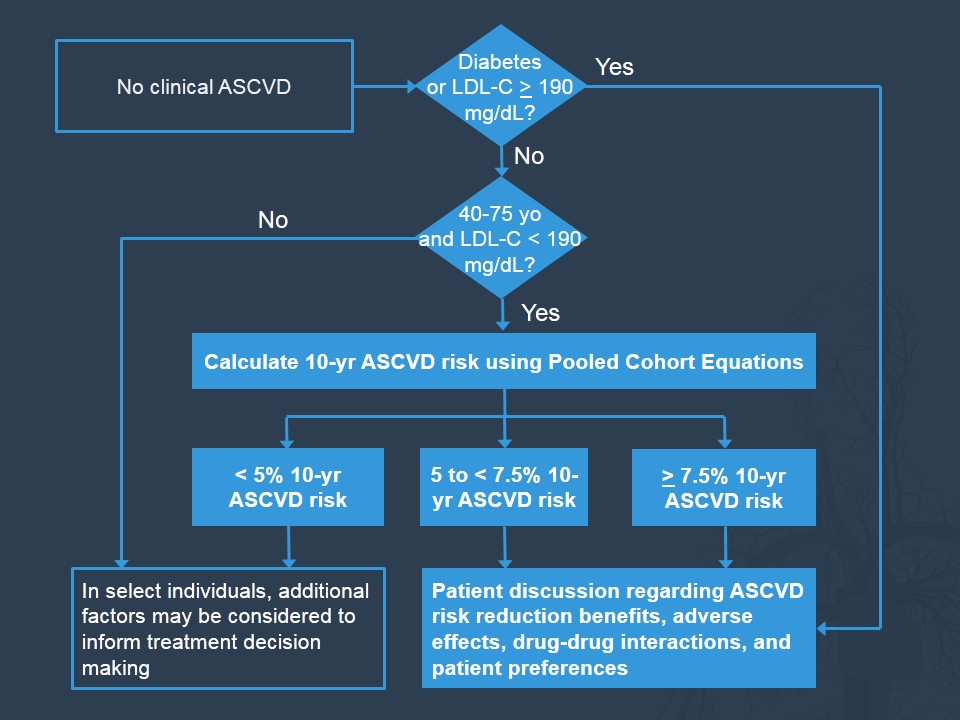 No clinical ASCVD
Diabetes
or LDL-C ≥ 190
mg/dL?
Yes
No
40-75 yo
and LDL-C < 190
mg/dL?
No
Yes
Calculate 10-yr ASCVD risk using Pooled Cohort Equations
< 5% 10-yr
ASCVD risk
5 to < 7.5% 10-
yr ASCVD risk
≥ 7.5% 10-yr
ASCVD risk
In select individuals, additional
factors may be considered to
inform treatment decision
making
Patient discussion regarding ASCVD
risk reduction benefits, adverse
effects, drug-drug interactions, and
patient preferences